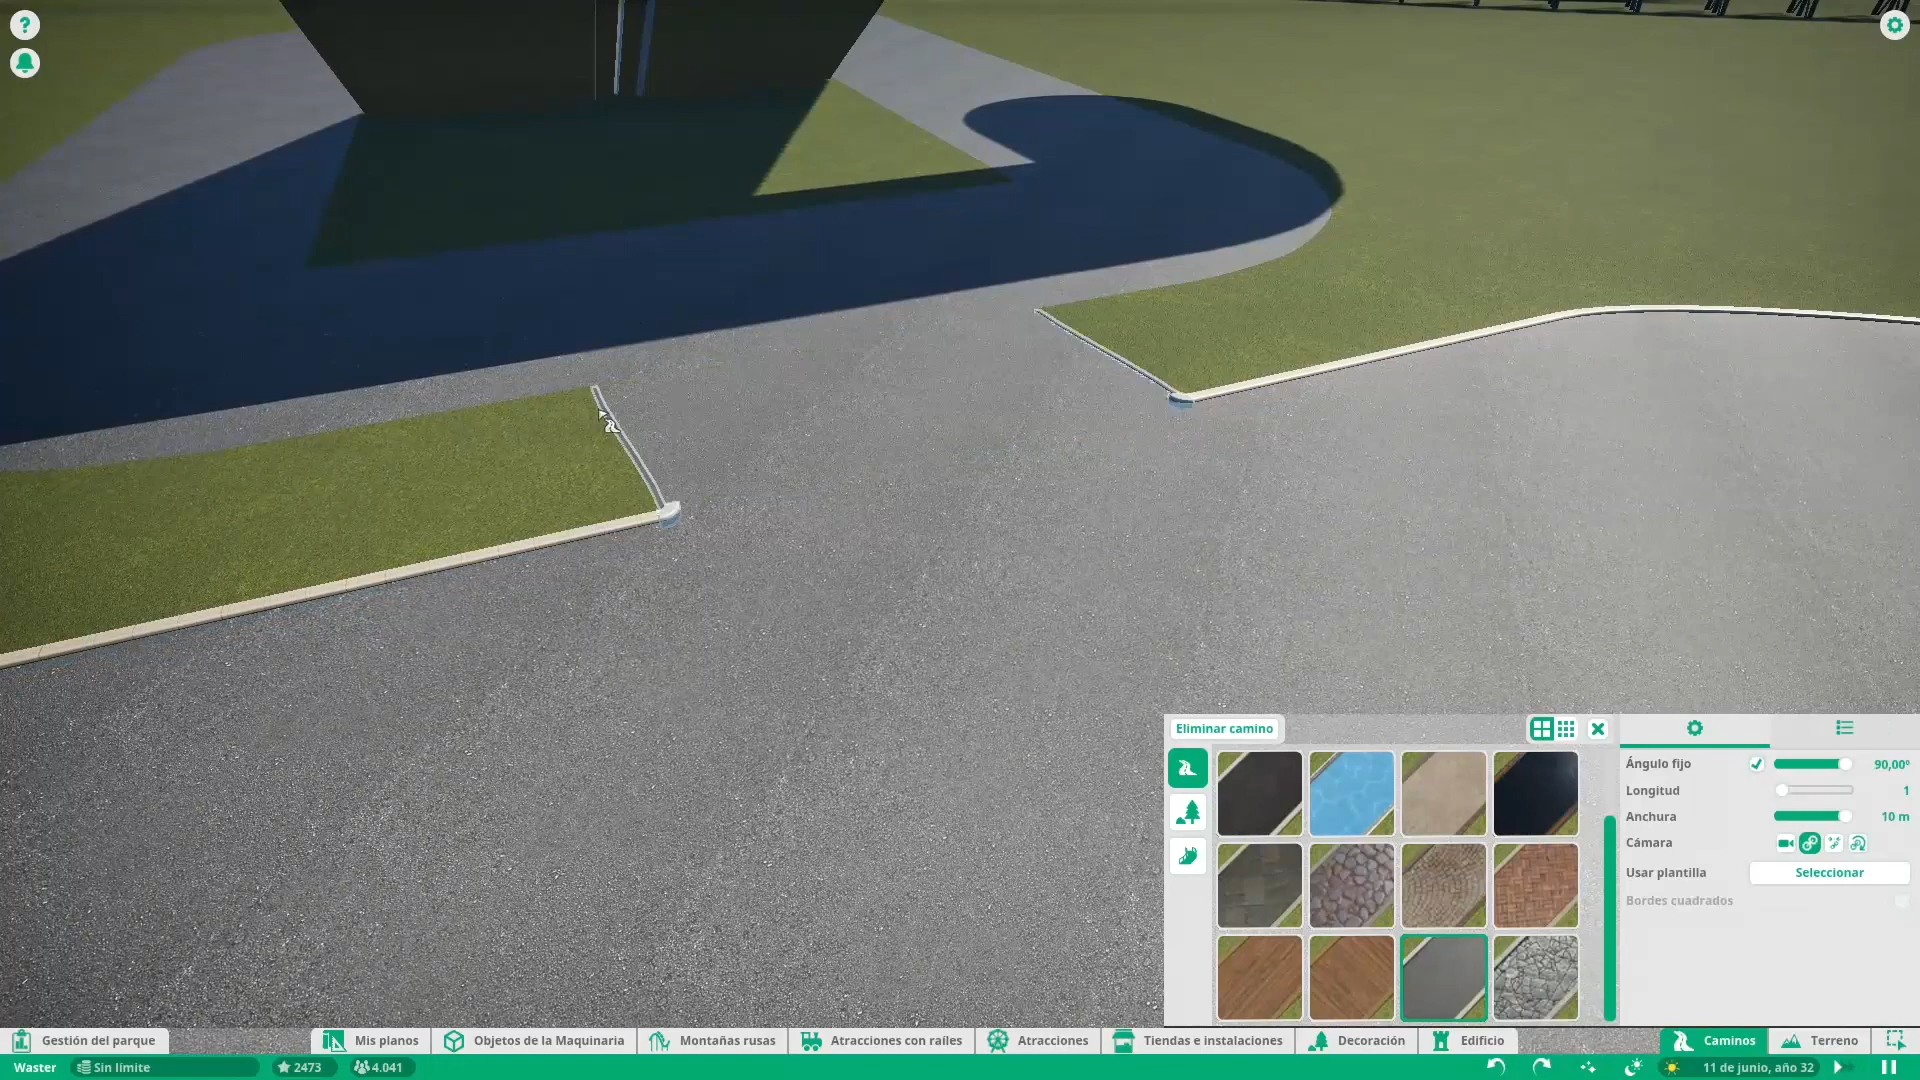 ?
Eliminar camino
Ángulo fijo 90,00º
Longitud 1
Anchura 10 m
Cámara
Usar plantilla Seleccionar
Bordes cuadrados
Gestión del parque Mis planos Objetos de la Maquinaria Montañas rusas Atracciones con raíles Atracciones Tiendas e instalaciones Decoración Edificio Caminos Terreno
Waster Sin límite 2473 4.041 11 de junio, año 32